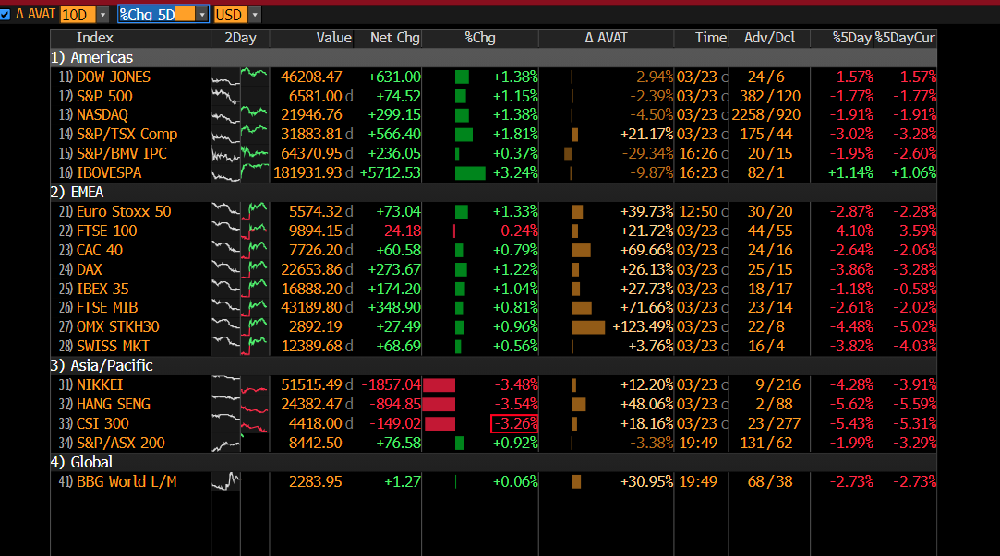 Δ AVAT 10D %Chg 5D USD
Index 2Day Value Net Chg %Chg Δ AVAT Time Adv/Dcl %5Day %5DayCur
1) Americas
11) DOW JONES 46208.47 +631.00 +1.38% -2.94% 03/23 c 24 / 6 -1.57% -1.57%
12) S&P 500 6581.00 d +74.52 +1.15% -2.39% 03/23 c 382 / 120 -1.77% -1.77%
13) NASDAQ 21946.76 +299.15 +1.38% -4.50% 03/23 c 2258 / 920 -1.91% -1.91%
14) S&P/TSX Comp 31883.81 d +566.40 +1.81% +21.17% 03/23 c 175 / 44 -3.02% -3.28%
15) S&P/BMV IPC 64370.95 d +236.05 +0.37% -29.34% 16:26 c 20 / 15 -1.95% -2.60%
16) IBOVESPA 181931.93 d +5712.53 +3.24% -9.87% 16:23 c 82 / 1 +1.14% +1.06%
2) EMEA
21) Euro Stoxx 50 5574.32 d +73.04 +1.33% +39.73% 12:50 c 30 / 20 -2.87% -2.28%
22) FTSE 100 9894.15 d -24.18 -0.24% +21.72% 03/23 c 44 / 55 -4.10% -3.59%
23) CAC 40 7726.20 d +60.58 +0.79% +69.66% 03/23 c 24 / 16 -2.64% -2.06%
24) DAX 22653.86 d +273.67 +1.22% +26.13% 03/23 c 25 / 15 -3.86% -3.28%
25) IBEX 35 16888.20 d +174.20 +1.04% +27.73% 03/23 c 18 / 17 -1.18% -0.58%
26) FTSE MIB 43189.80 d +348.90 +0.81% +71.66% 03/23 c 23 / 14 -2.61% -2.02%
27) OMX STKH30 2892.19 +27.49 +0.96% +123.49% 03/23 c 22 / 8 -4.48% -5.02%
28) SWISS MKT 12389.68 d +68.69 +0.56% +3.76% 03/23 c 16 / 4 -3.82% -4.03%
3) Asia/Pacific
31) NIKKEI 51515.49 d -1857.04 -3.48% +12.20% 03/23 c 9 / 216 -4.28% -3.91%
32) HANG SENG 24382.47 d -894.85 -3.54% +48.06% 03/23 c 2 / 88 -5.62% -5.59%
33) CSI 300 4418.00 d -149.02 -3.26% +18.16% 03/23 c 23 / 277 -5.43% -5.31%
34) S&P/ASX 200 8442.50 +76.58 +0.92% -3.38% 19:49 131 / 62 -1.99% -3.29%
4) Global
41) BBG World L/M 2283.95 +1.27 +0.06% +30.95% 19:49 68 / 38 -2.73% -2.73%